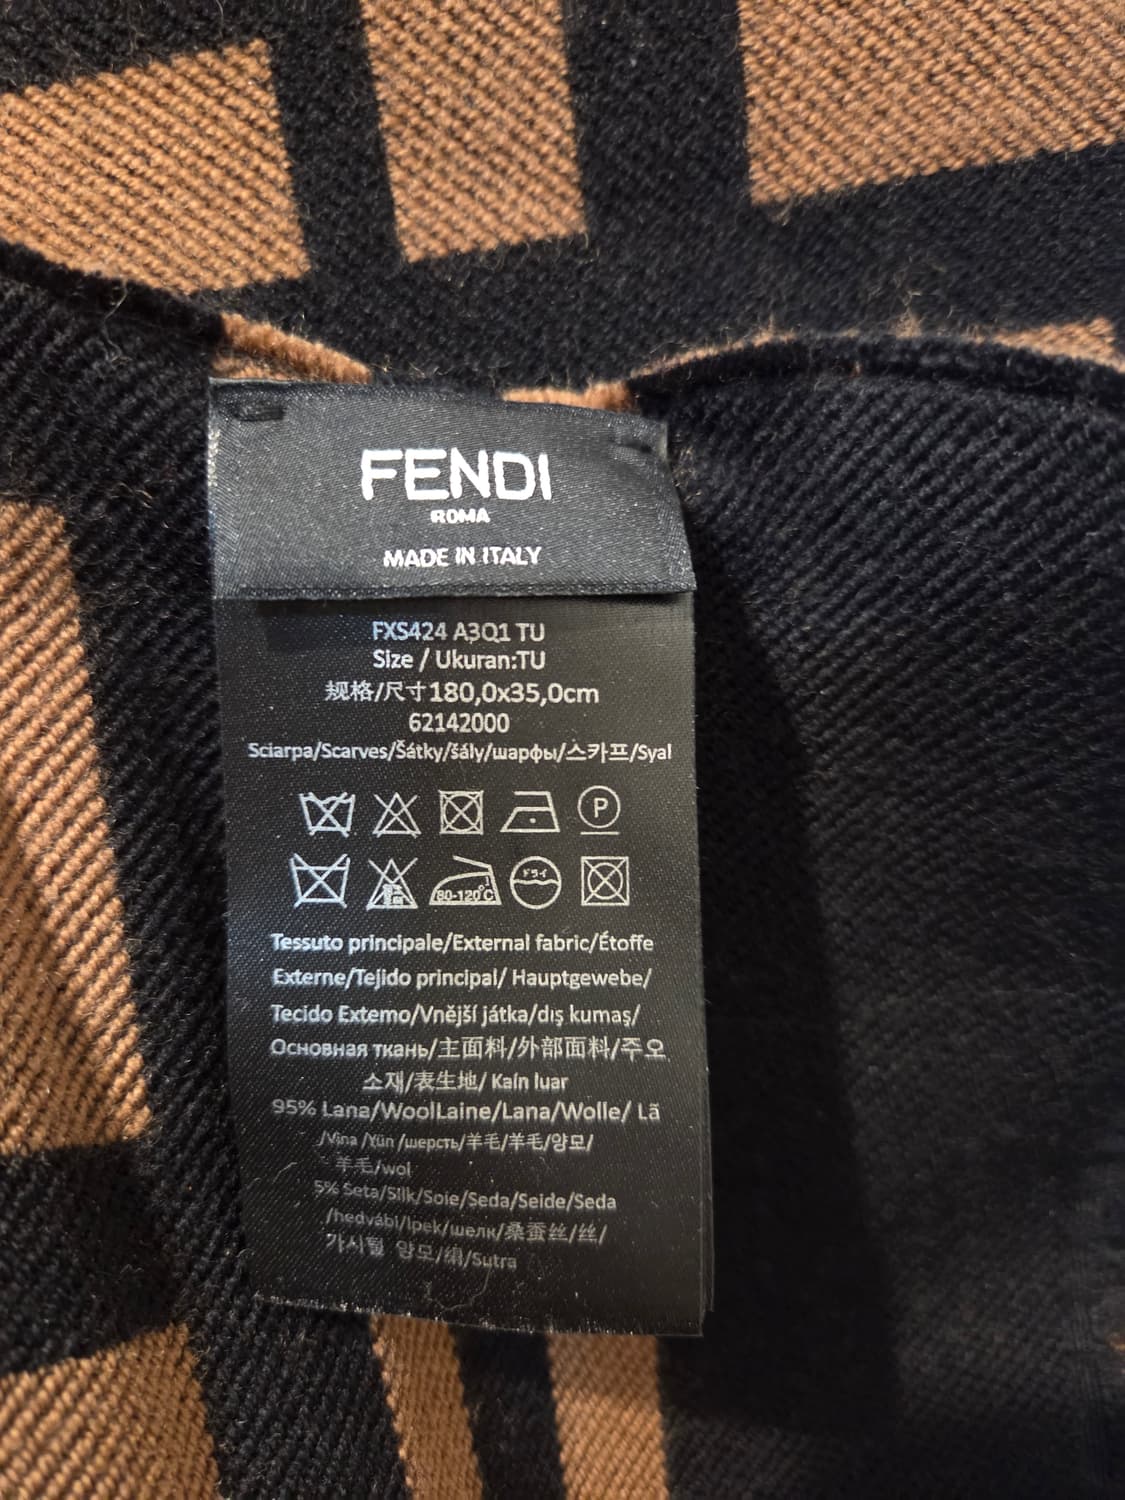 FENDI
ROMA
MADE IN ITALY
FXS424 A3Q1 TU
Size / Ukuran:TU
规格/尺寸180,0x35,0cm
62142000
Sciarpa/Scarves/Šátky/šály/шарфы/스카프/Syal
P
80-120°C
ドライ
Tessuto principale/External fabric/Étoffe
Externe/Tejido principal/ Hauptgewebe/
Tecido Externo/Vnější játka/dış kumaş/
Основная ткань/主面料/外部面料/주오
소재/表生地/ Kain luar
95% Lana/WoolLaine/Lana/Wolle/ Lã
/Vlna /Yün /шерсть/羊毛/羊毛/양모/
羊毛/wol
5% Seta/Silk/Soie/Seda/Seide/Seda
/hedvábí/Ipek/шелк/桑蚕丝/丝/
가시털 양모/絹/Sutra